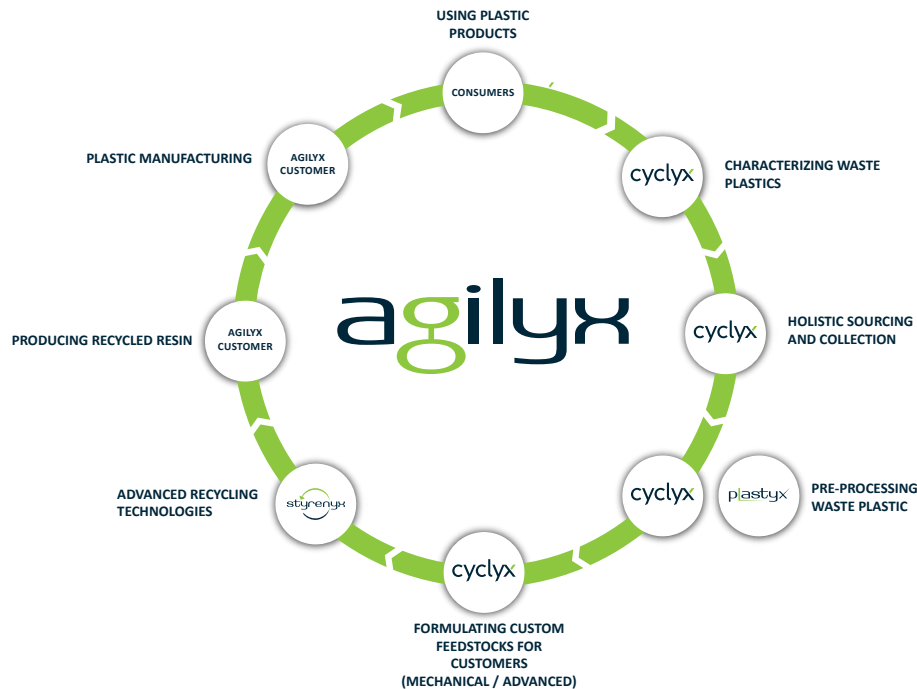 USING PLASTIC
PRODUCTS
CONSUMERS
PLASTIC MANUFACTURING
AGILYX
CUSTOMER
cyclyx
CHARACTERIZING WASTE
PLASTICS
agilyx
PRODUCING RECYCLED RESIN
AGILYX
CUSTOMER
cyclyx
HOLISTIC SOURCING
AND COLLECTION
ADVANCED RECYCLING
TECHNOLOGIES
styrenyx
cyclyx
plastyx
PRE-PROCESSING
WASTE PLASTIC
cyclyx
FORMULATING CUSTOM
FEEDSTOCKS FOR
CUSTOMERS
(MECHANICAL / ADVANCED)